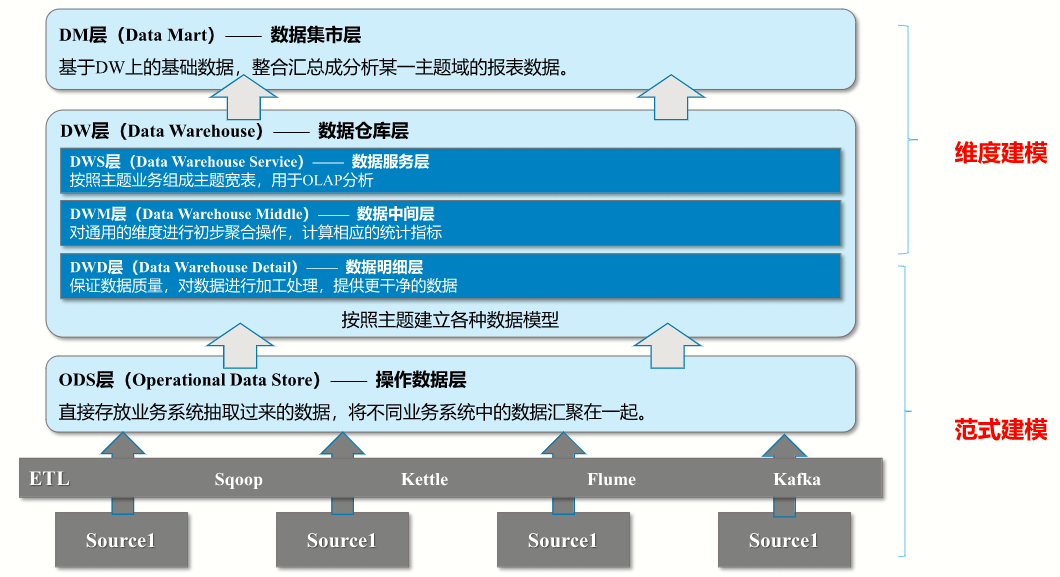 DM层（Data Mart）—— 数据集市层
基于DW上的基础数据，整合汇总成分析某一主题域的报表数据。
DW层（Data Warehouse）—— 数据仓库层
DWS层（Data Warehouse Service）—— 数据服务层
按照主题业务组成主题宽表，用于OLAP分析
DWM层（Data Warehouse Middle）—— 数据中间层
对通用的维度进行初步聚合操作，计算相应的统计指标
DWD层（Data Warehouse Detail）—— 数据明细层
保证数据质量，对数据进行加工处理，提供更干净的数据
按照主题建立各种数据模型
维度建模
ODS层（Operational Data Store）—— 操作数据层
直接存放业务系统抽取过来的数据，将不同业务系统中的数据汇聚在一起。
范式建模
ETL Sqoop Kettle Flume Kafka
Source1 Source1 Source1 Source1